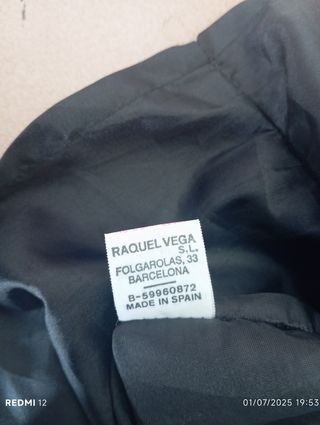 RAQUEL VEGA
S.L.
FOLGAROLAS, 33
BARCELONA
B-59960872
MADE IN SPAIN
REDMI 12
01/07/2025 19:53